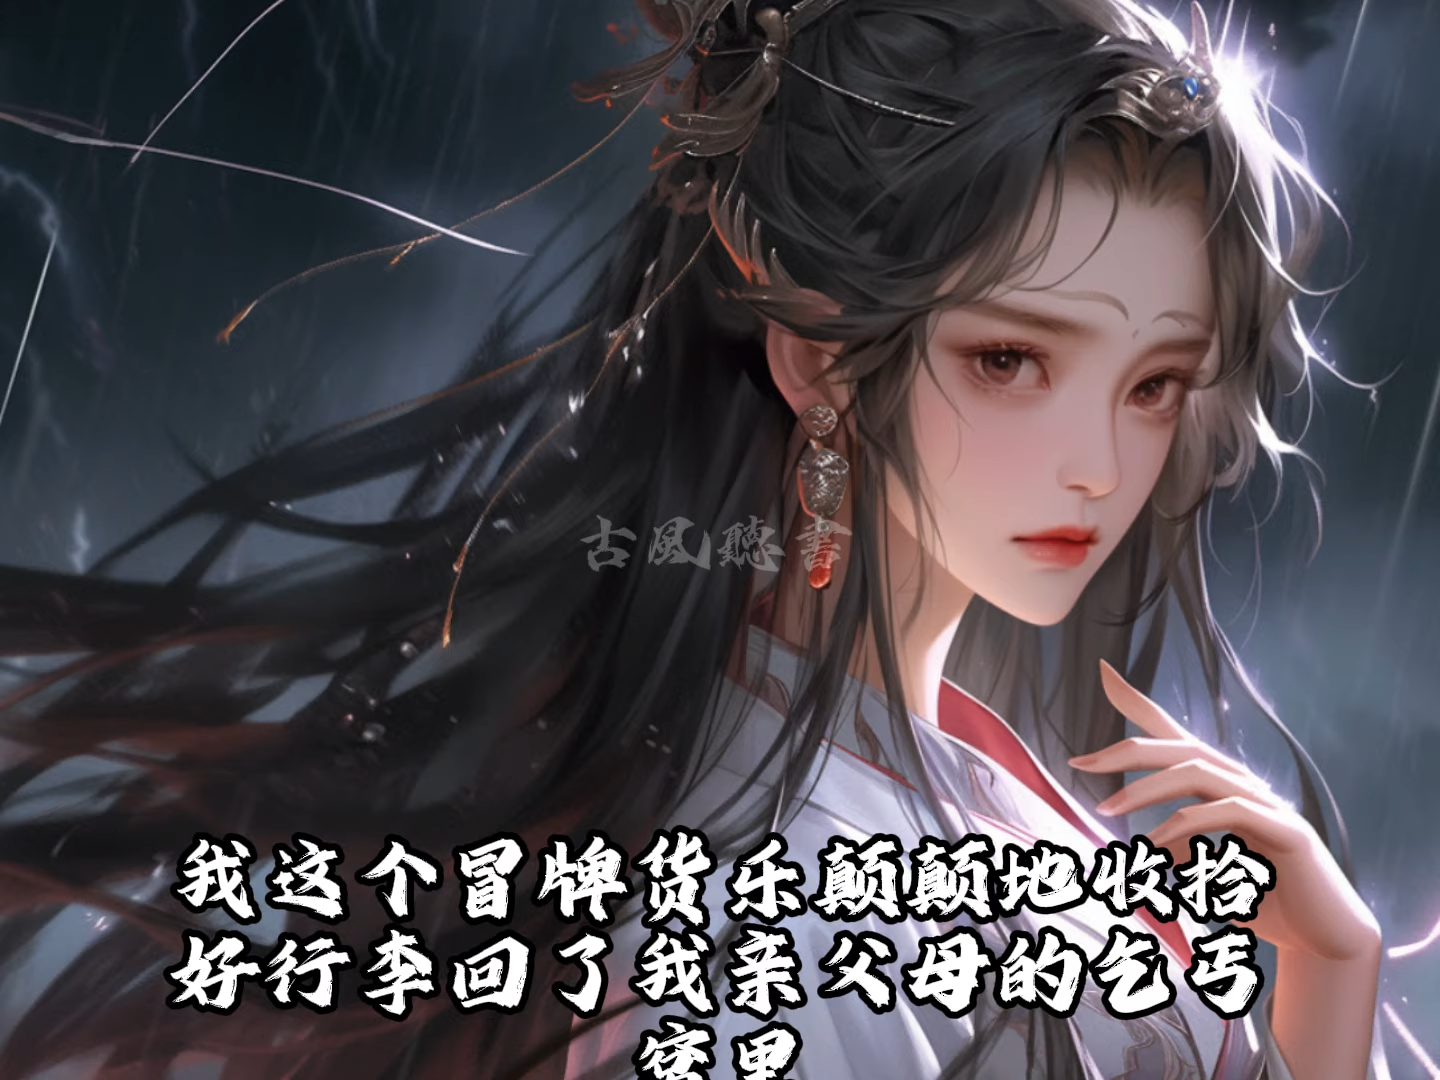 古風聽書
我这个冒牌货乐颠颠地收拾
好行李回了我亲父母的乞丐
窝里